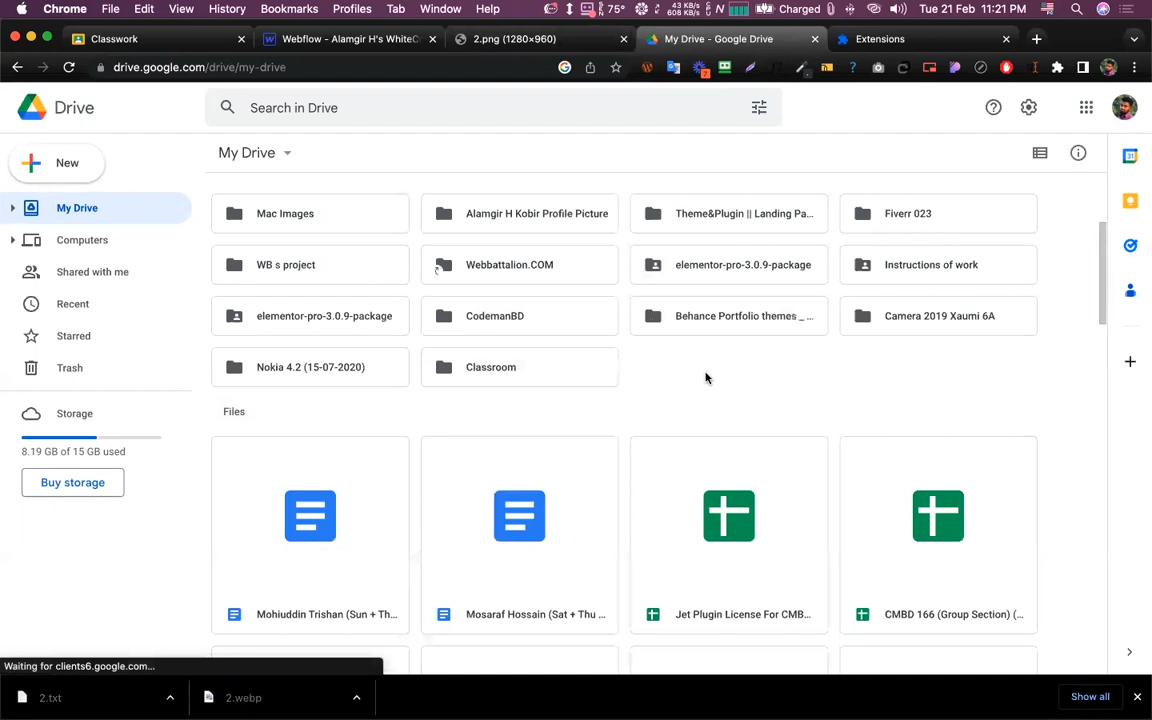 Chrome File Edit View History Bookmarks Profiles Tab Window Help 75° 43 KB/s 608 KB/s N Charged Tue 21 Feb 11:21 PM
Classwork Webflow - Alamgir H's WhiteC 2.png (1280×960) My Drive - Google Drive Extensions
drive.google.com/drive/my-drive 7
Drive Search in Drive
New My Drive
My Drive
Mac Images Alamgir H Kobir Profile Picture Theme&Plugin || Landing Pa... Fiverr 023
Computers
WB s project Webbattalion.COM elementor-pro-3.0.9-package Instructions of work
Shared with me
Recent
elementor-pro-3.0.9-package CodemanBD Behance Portfolio themes _ ... Camera 2019 Xaumi 6A
Starred
Trash
Nokia 4.2 (15-07-2020) Classroom
Storage
Files
8.19 GB of 15 GB used
Buy storage
Mohiuddin Trishan (Sun + Th... Mosaraf Hossain (Sat + Thu ... Jet Plugin License For CMB... CMBD 166 (Group Section) (...
Waiting for clients6.google.com...
2.txt 2.webp Show all